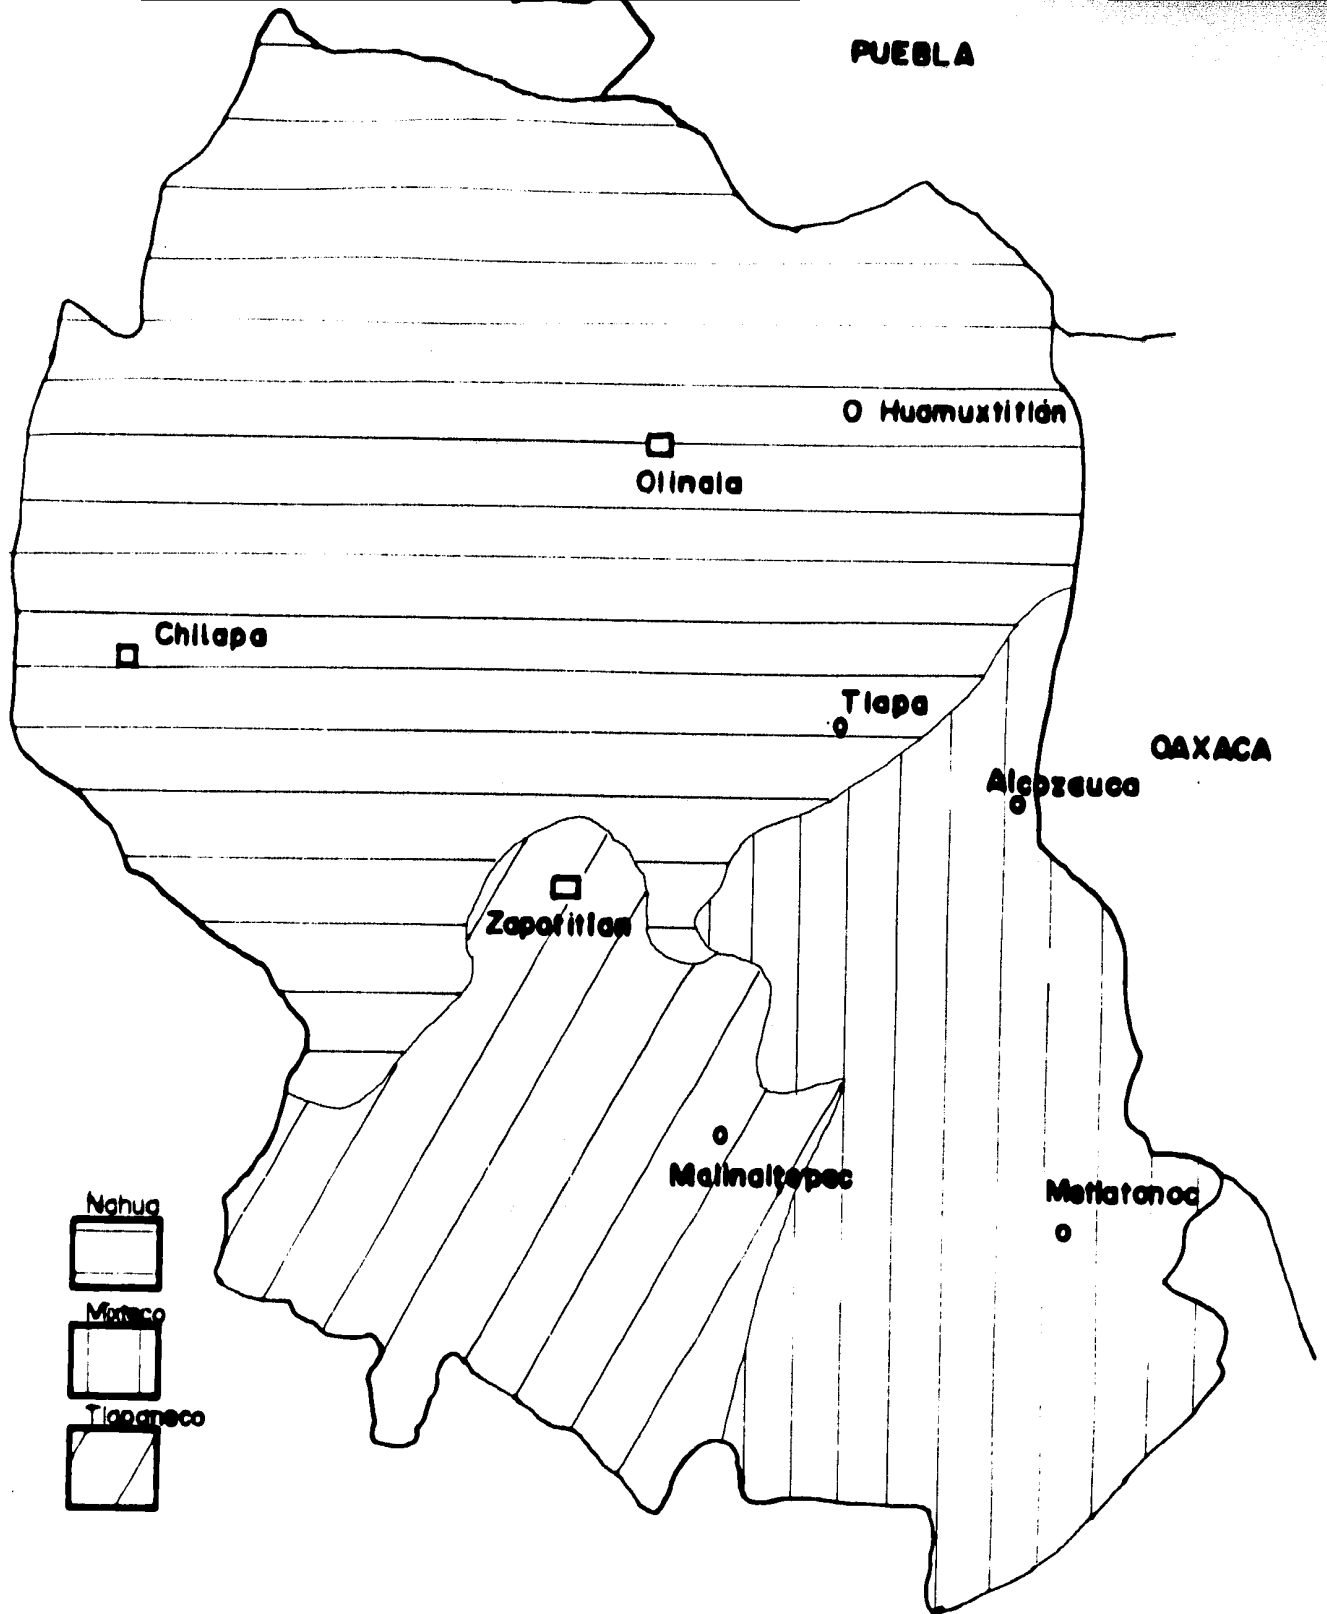 PUEBLA
Huamuxtitlán
Olinala
Chilapa
Tlapa
OAXACA
Alcozauca
Zapotitlan
Malinaltepec
Metlatonoc
Nahua
Mixteco
Tlapaneco